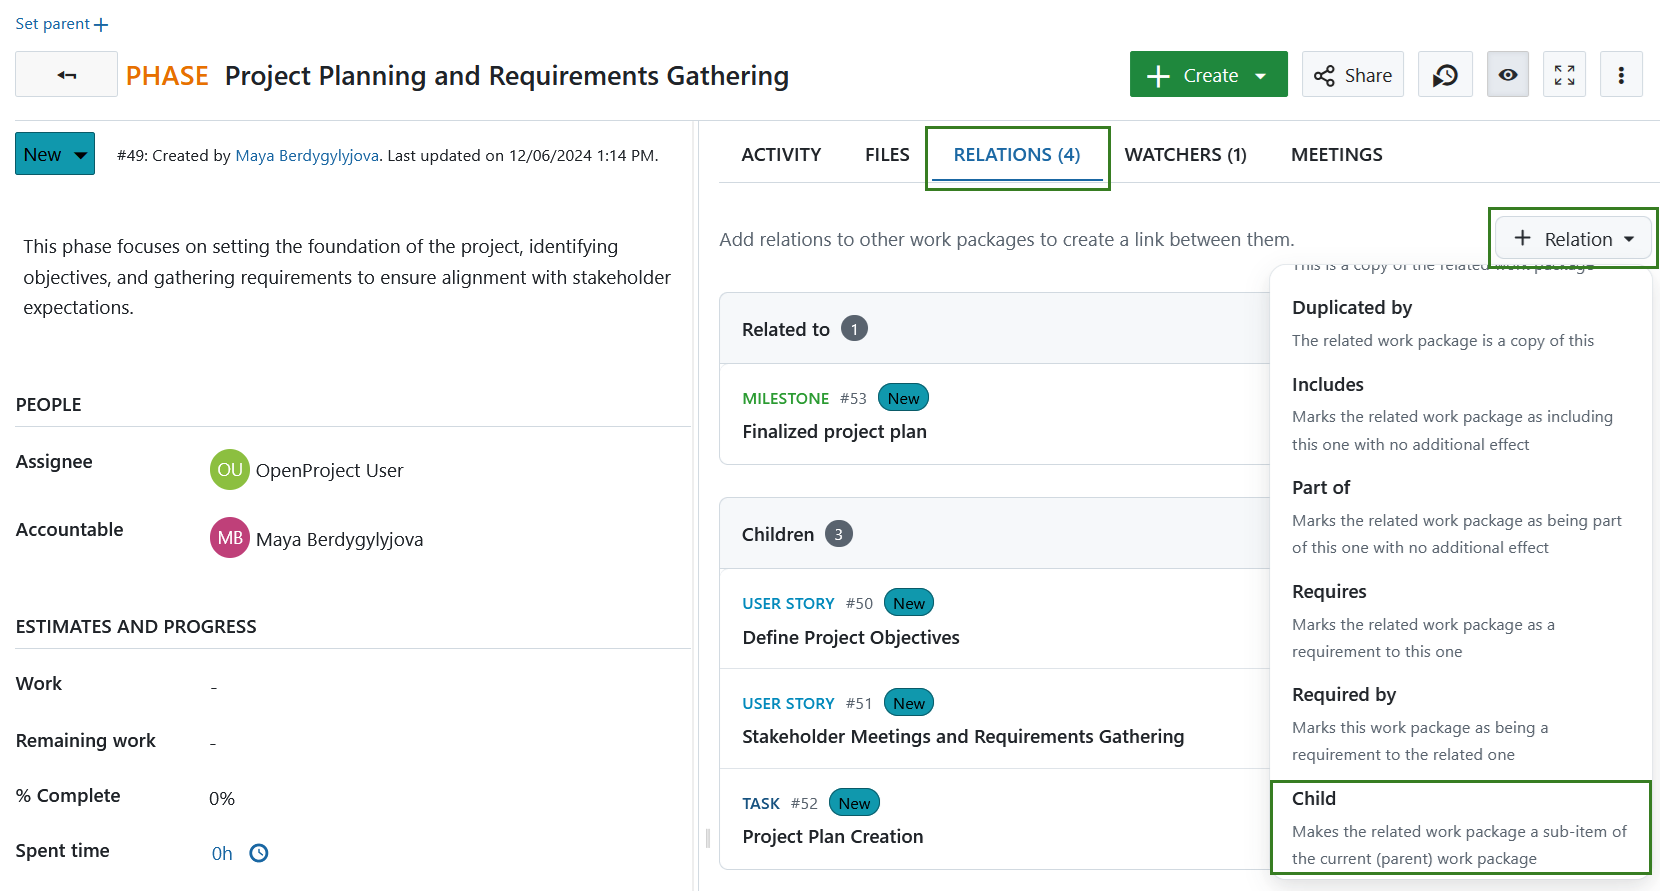 Set parent
PHASE Project Planning and Requirements Gathering
Create
Share
New
#49: Created by Maya Berdygylyjova. Last updated on 12/06/2024 1:14 PM.
This phase focuses on setting the foundation of the project, identifying
objectives, and gathering requirements to ensure alignment with stakeholder
expectations.
PEOPLE
Assignee
OU OpenProject User
Accountable
MB Maya Berdygylyjova
ESTIMATES AND PROGRESS
Work -
Remaining work -
% Complete 0%
Spent time 0h
ACTIVITY FILES RELATIONS (4) WATCHERS (1) MEETINGS
Add relations to other work packages to create a link between them.
+ Relation
Related to 1
MILESTONE #53 New
Finalized project plan
Children 3
USER STORY #50 New
Define Project Objectives
USER STORY #51 New
Stakeholder Meetings and Requirements Gathering
TASK #52 New
Project Plan Creation
This is a copy of the related work package
Duplicated by
The related work package is a copy of this
Includes
Marks the related work package as including
this one with no additional effect
Part of
Marks the related work package as being part
of this one with no additional effect
Requires
Marks the related work package as a
requirement to this one
Required by
Marks this work package as being a
requirement to the related one
Child
Makes the related work package a sub-item of
the current (parent) work package